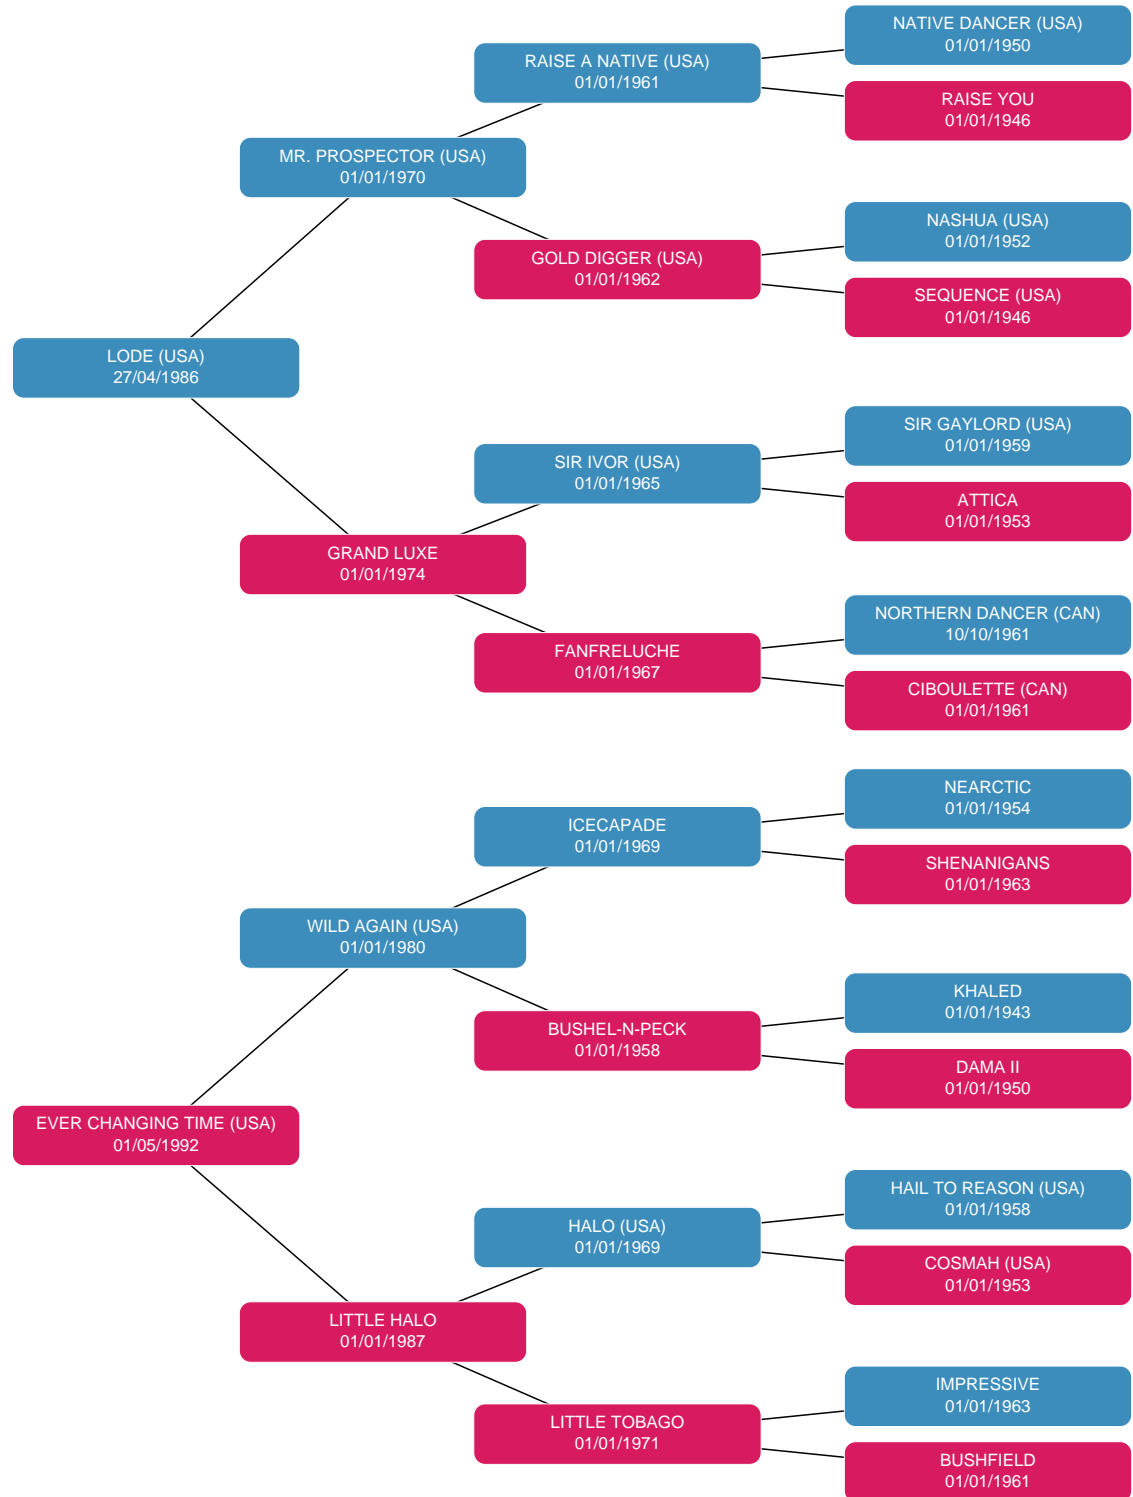 NATIVE DANCER (USA)
01/01/1950
RAISE A NATIVE (USA)
01/01/1961
RAISE YOU
01/01/1946
MR. PROSPECTOR (USA)
01/01/1970
NASHUA (USA)
01/01/1952
GOLD DIGGER (USA)
01/01/1962
SEQUENCE (USA)
01/01/1946
LODE (USA)
27/04/1986
SIR GAYLORD (USA)
01/01/1959
SIR IVOR (USA)
01/01/1965
ATTICA
01/01/1953
GRAND LUXE
01/01/1974
NORTHERN DANCER (CAN)
10/10/1961
FANFRELUCHE
01/01/1967
CIBOULETTE (CAN)
01/01/1961
NEARCTIC
01/01/1954
ICECAPADE
01/01/1969
SHENANIGANS
01/01/1963
WILD AGAIN (USA)
01/01/1980
KHALED
01/01/1943
BUSHEL-N-PECK
01/01/1958
DAMA II
01/01/1950
EVER CHANGING TIME (USA)
01/05/1992
HAIL TO REASON (USA)
01/01/1958
HALO (USA)
01/01/1969
COSMAH (USA)
01/01/1953
LITTLE HALO
01/01/1987
IMPRESSIVE
01/01/1963
LITTLE TOBAGO
01/01/1971
BUSHFIELD
01/01/1961